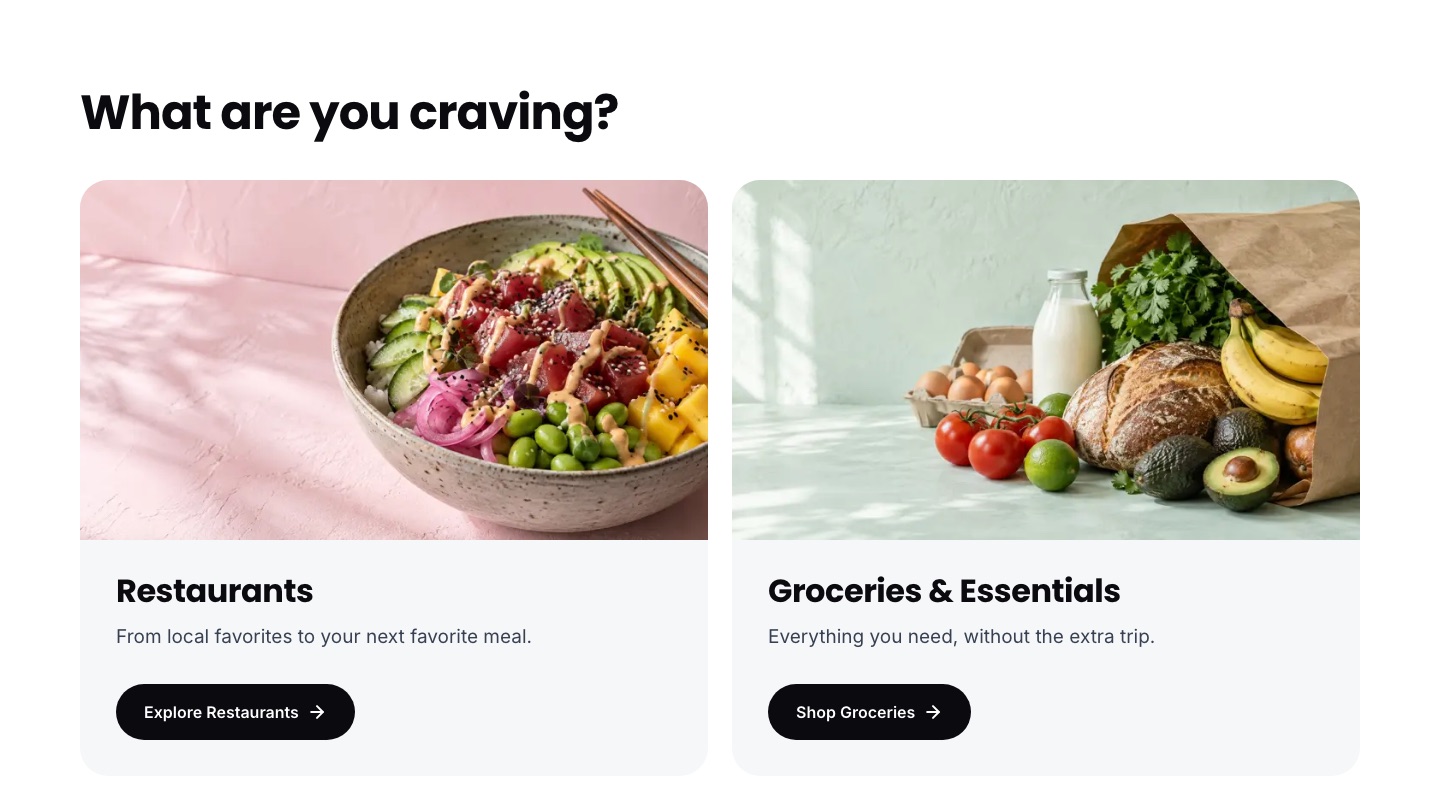 What are you craving?
Restaurants
From local favorites to your next favorite meal.
Explore Restaurants
Groceries & Essentials
Everything you need, without the extra trip.
Shop Groceries